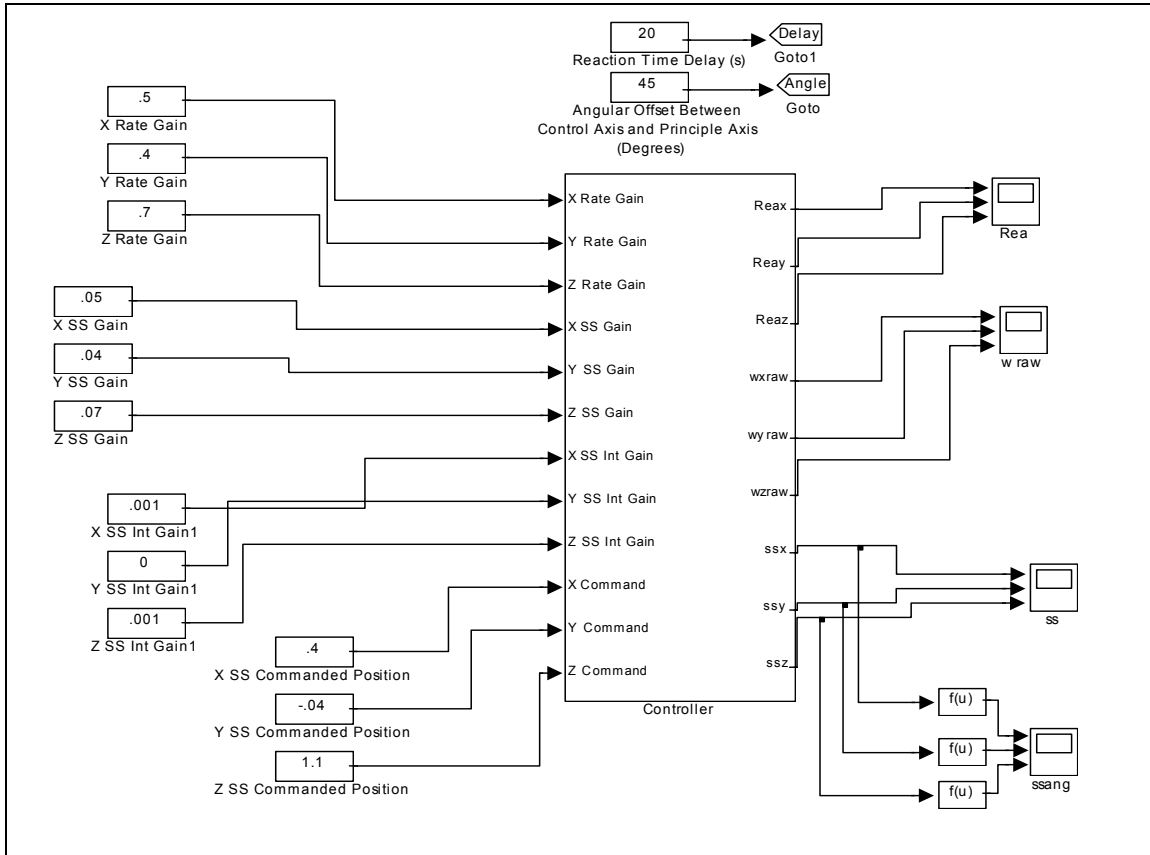 20
Reaction Time Delay (s)
Delay
Goto1
45
Angular Offset Between
Control Axis and Principle Axis
(Degrees)
Angle
Goto
.5
X Rate Gain
.4
Y Rate Gain
.7
Z Rate Gain
.05
X SS Gain
.04
Y SS Gain
.07
Z SS Gain
.001
X SS Int Gain1
0
Y SS Int Gain1
.001
Z SS Int Gain1
.4
X SS Commanded Position
-.04
Y SS Commanded Position
1.1
Z SS Commanded Position
X Rate Gain
Y Rate Gain
Z Rate Gain
X SS Gain
Y SS Gain
Z SS Gain
X SS Int Gain
Y SS Int Gain
Z SS Int Gain
X Command
Y Command
Z Command
Reax
Reay
Reaz
wxraw
wyraw
wzraw
ssx
ssy
ssz
Controller
Rea
w raw
ss
f(u)
f(u)
f(u)
ssang